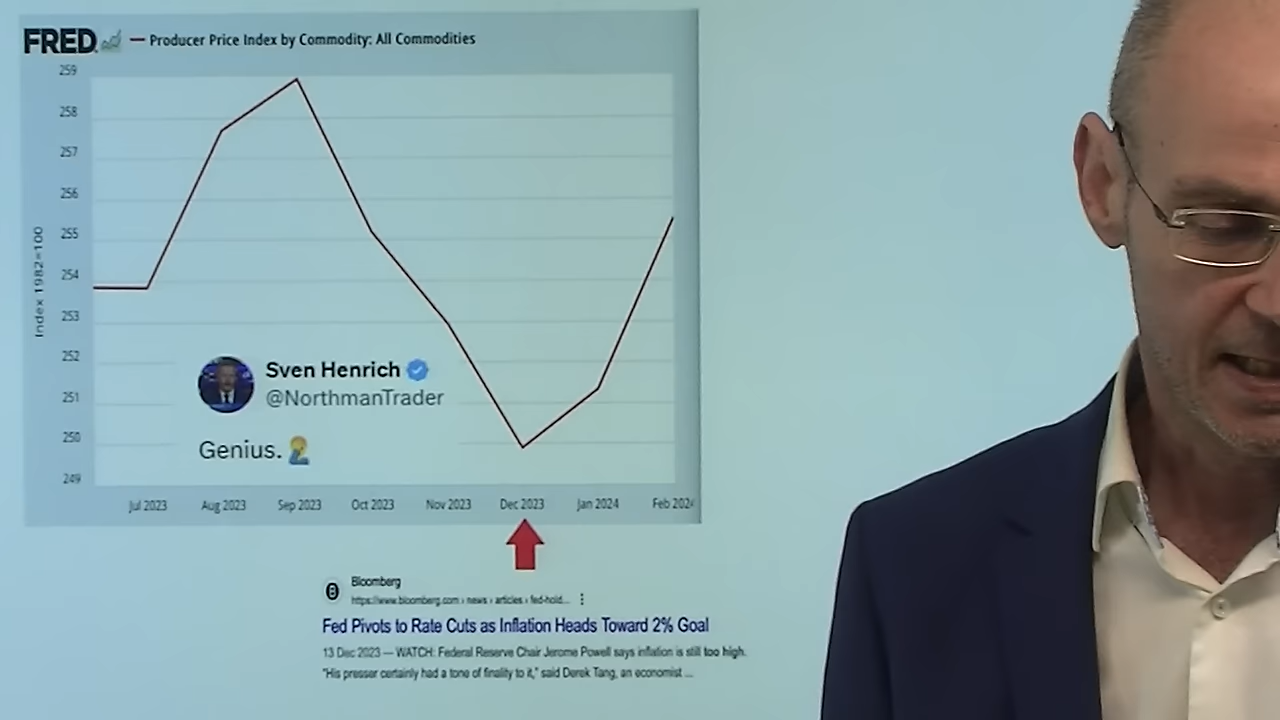 FRED
Producer Price Index by Commodity: All Commodities
259
258
257
256
255
254
253
252
251
250
249
Index 1982=100
Sven Henrich
@NorthmanTrader
Genius.
Jul 2023 Aug 2023 Sep 2023 Oct 2023 Nov 2023 Dec 2023 Jan 2024 Feb 2024
Bloomberg
https://www.bloomberg.com › news › articles › fed-hold...
Fed Pivots to Rate Cuts as Inflation Heads Toward 2% Goal
13 Dec 2023 — WATCH: Federal Reserve Chair Jerome Powell says inflation is still too high.
"His presser certainly had a tone of finality to it," said Derek Tang, an economist ...